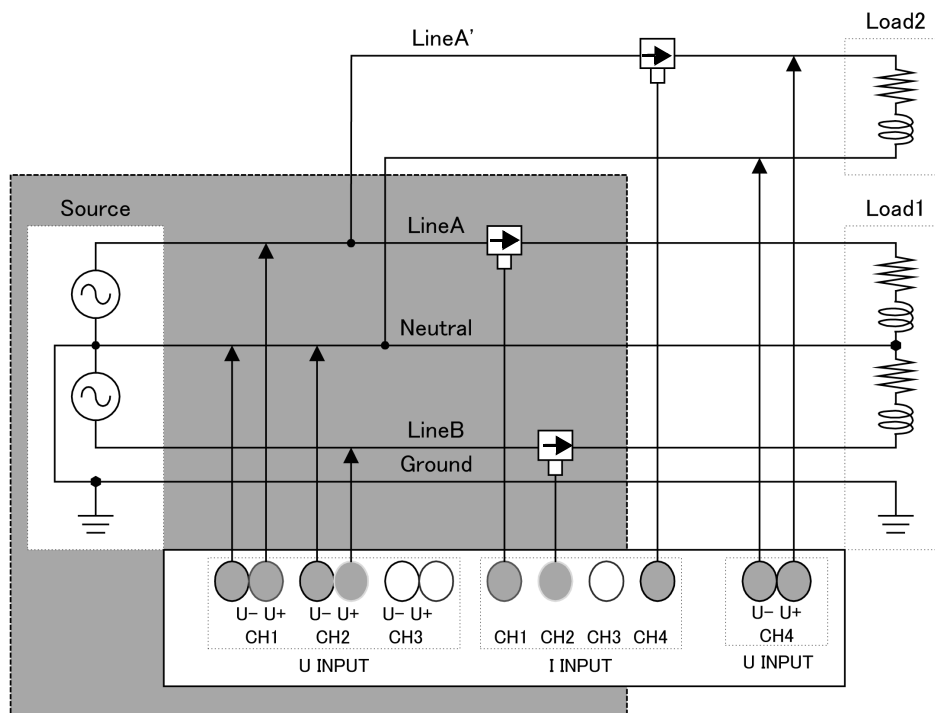 Load2
LineA'
Source
LineA
Load1
Neutral
LineB
Ground
U- U+ U- U+ U- U+
CH1 CH2 CH3
U INPUT
CH1 CH2 CH3 CH4
I INPUT
U- U+
CH4
U INPUT